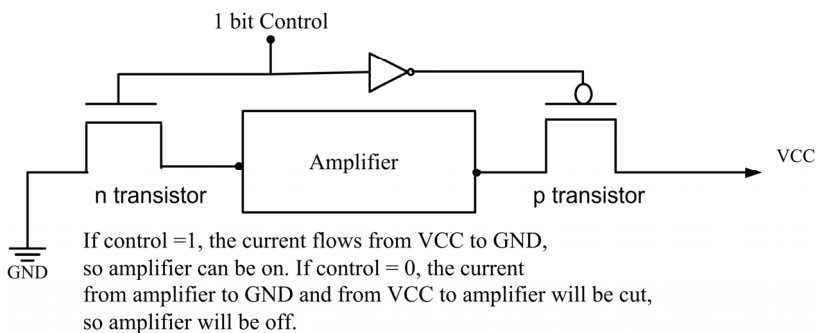 1 bit Control
Amplifier
VCC
n transistor
p transistor
GND
If control =1, the current flows from VCC to GND,
so amplifier can be on. If control = 0, the current
from amplifier to GND and from VCC to amplifier will be cut,
so amplifier will be off.